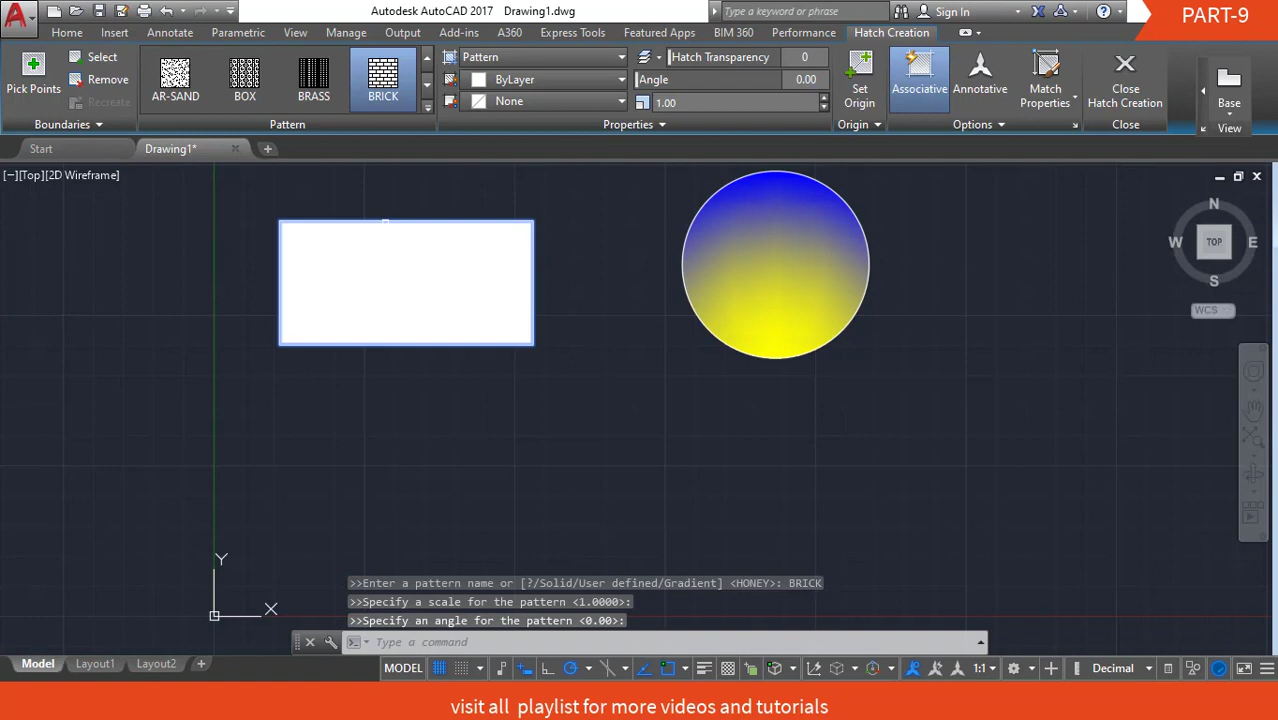 Autodesk AutoCAD 2017 Drawing1.dwg
Type a keyword or phrase
Sign In
PART-9
Home Insert Annotate Parametric View Manage Output Add-ins A360 Express Tools Featured Apps BIM 360 Performance Hatch Creation
Pick Points
Select
Remove
Recreate
Boundaries
AR-SAND BOX BRASS BRICK
Pattern
Pattern
ByLayer
None
Hatch Transparency 0
Angle 0.00
1.00
Properties
Set
Origin
Origin
Associative
Annotative
Match
Properties
Options
Close
Hatch Creation
Close
Base
View
Start
Drawing1*
[−][Top][2D Wireframe]
N
W TOP E
S
WCS
Y
X
>>Enter a pattern name or [?/Solid/User defined/Gradient] <HONEY>: BRICK
>>Specify a scale for the pattern <1.0000>:
>>Specify an angle for the pattern <0.00>:
Type a command
Model Layout1 Layout2
MODEL
1:1
Decimal
visit all playlist for more videos and tutorials